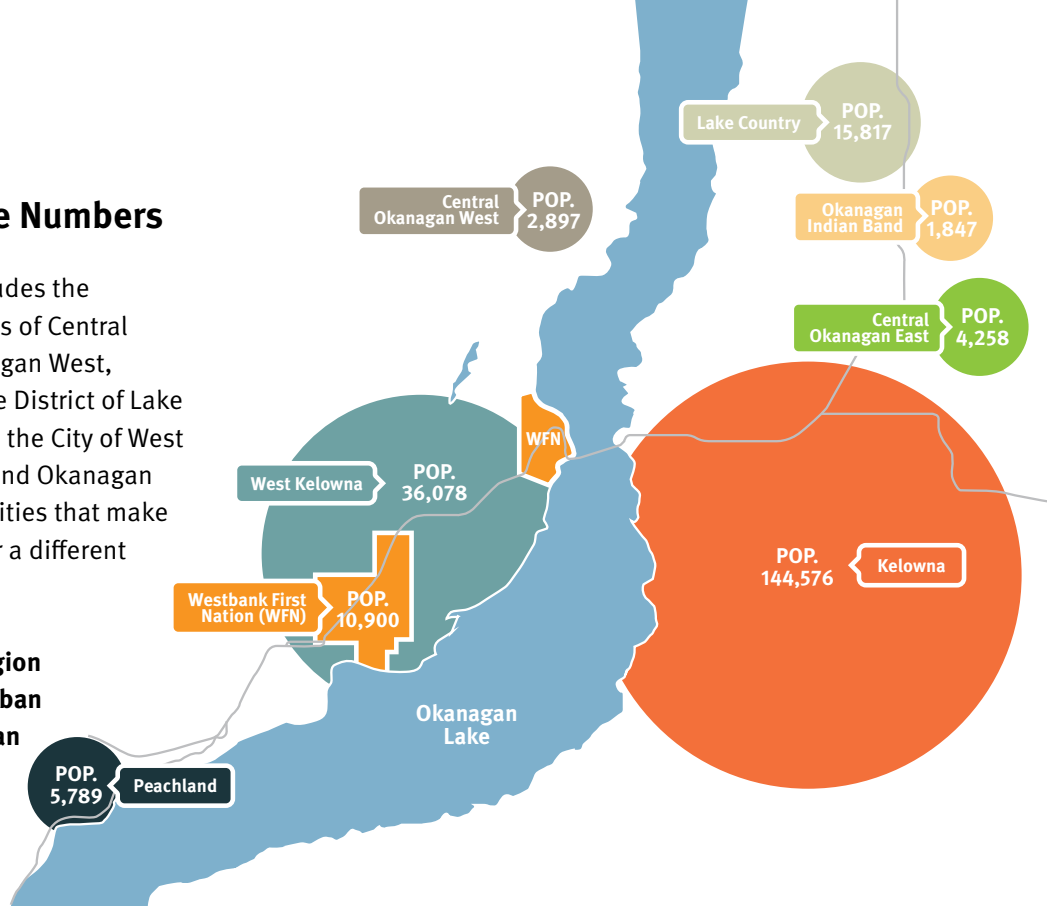 e Numbers
udes the
s of Central
gan West,
e District of Lake
the City of West
nd Okanagan
ities that make
r a different
gion
ban
an
Lake Country
POP.
15,817
Central
Okanagan West
POP.
2,897
Okanagan
Indian Band
POP.
1,847
Central
Okanagan East
POP.
4,258
WFN
West Kelowna
POP.
36,078
POP.
144,576
Kelowna
Westbank First
Nation (WFN)
POP.
10,900
Okanagan
Lake
POP.
5,789
Peachland